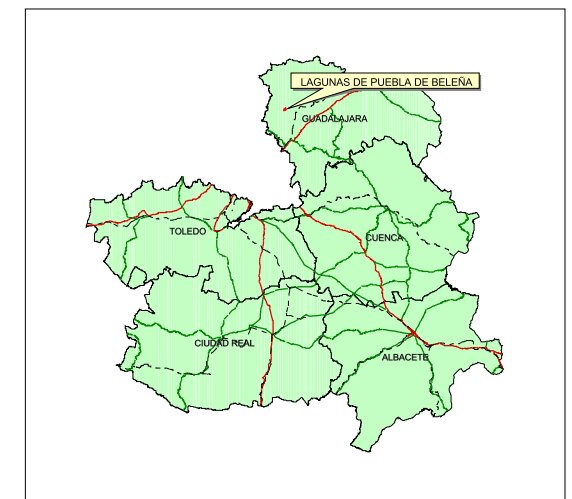 LAGUNAS DE PUEBLA DE BELEÑA
GUADALAJARA
TOLEDO
CUENCA
CIUDAD REAL
ALBACETE